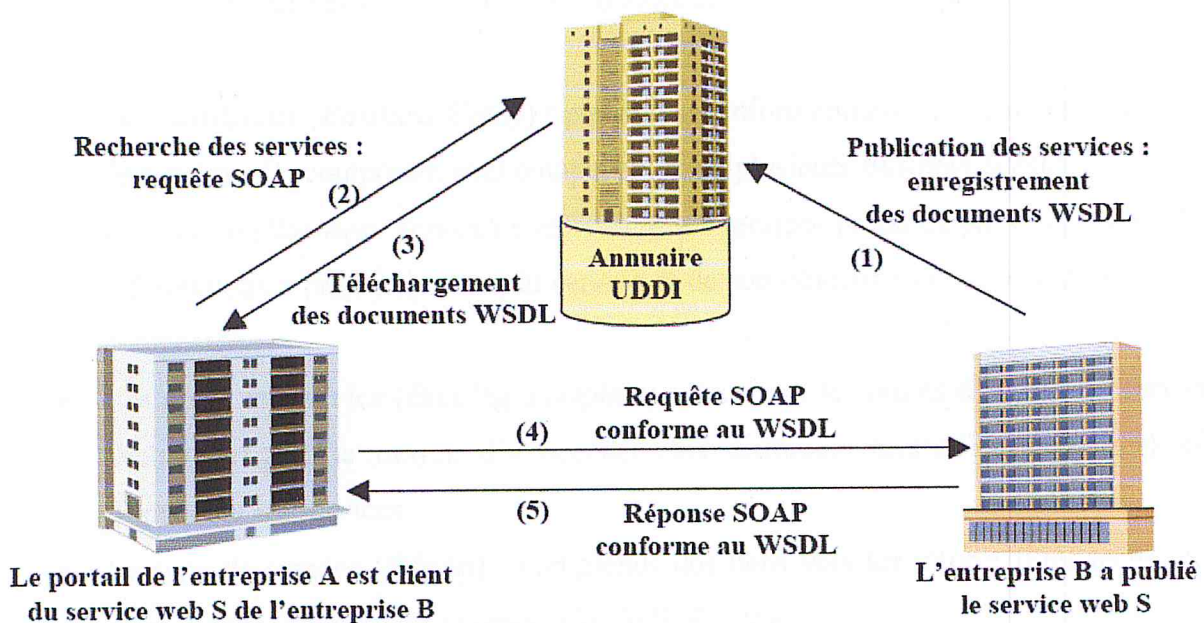 Recherche des services :
requête SOAP
(2)
(3)
Téléchargement
des documents WSDL
Annuaire
UDDI
Publication des services :
enregistrement
des documents WSDL
(1)
Requête SOAP
(4)
conforme au WSDL
(5)
Réponse SOAP
conforme au WSDL
Le portail de l'entreprise A est client
du service web S de l'entreprise B
L'entreprise B a publié
le service web S